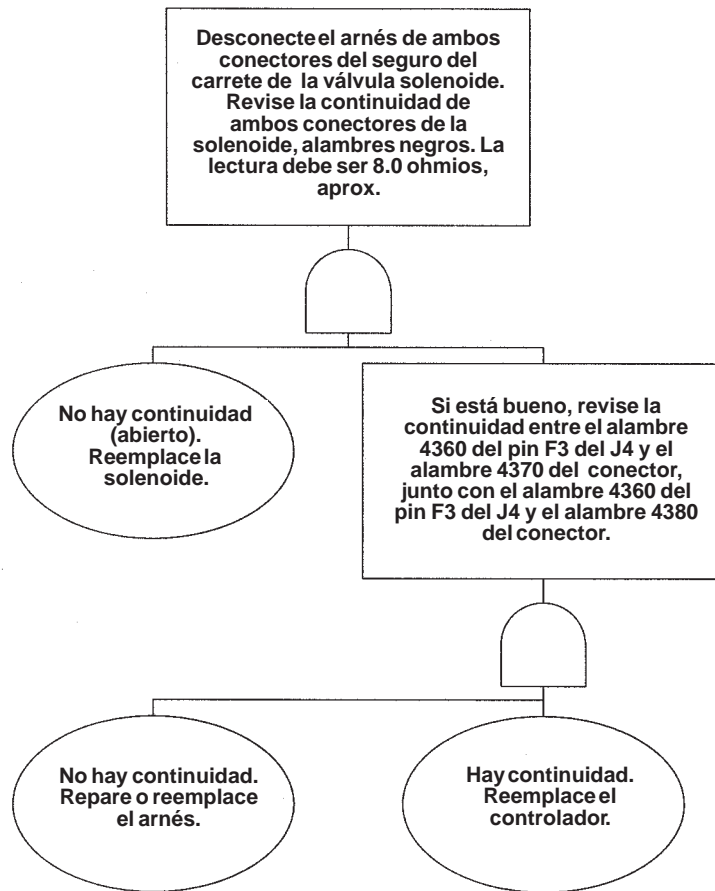 Desconecte el arnés de ambos
conectores del seguro del
carrete de la válvula solenoide.
Revise la continuidad de
ambos conectores de la
solenoide, alambres negros. La
lectura debe ser 8.0 ohmios,
aprox.
No hay continuidad
(abierto).
Reemplace la
solenoide.
Si está bueno, revise la
continuidad entre el alambre
4360 del pin F3 del J4 y el
alambre 4370 del conector,
junto con el alambre 4360 del
pin F3 del J4 y el alambre 4380
del conector.
No hay continuidad.
Repare o reemplace
el arnés.
Hay continuidad.
Reemplace el
controlador.